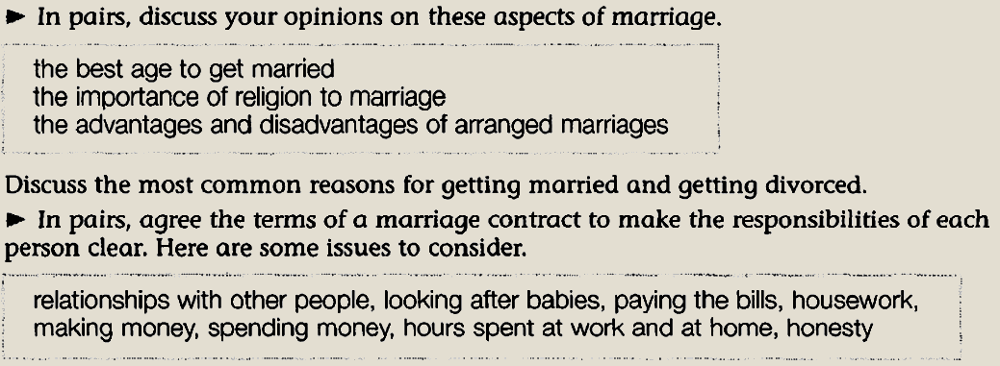 ► In pairs, discuss your opinions on these aspects of marriage.
the best age to get married
the importance of religion to marriage
the advantages and disadvantages of arranged marriages
Discuss the most common reasons for getting married and getting divorced.
► In pairs, agree the terms of a marriage contract to make the responsibilities of each
person clear. Here are some issues to consider.
relationships with other people, looking after babies, paying the bills, housework,
making money, spending money, hours spent at work and at home, honesty